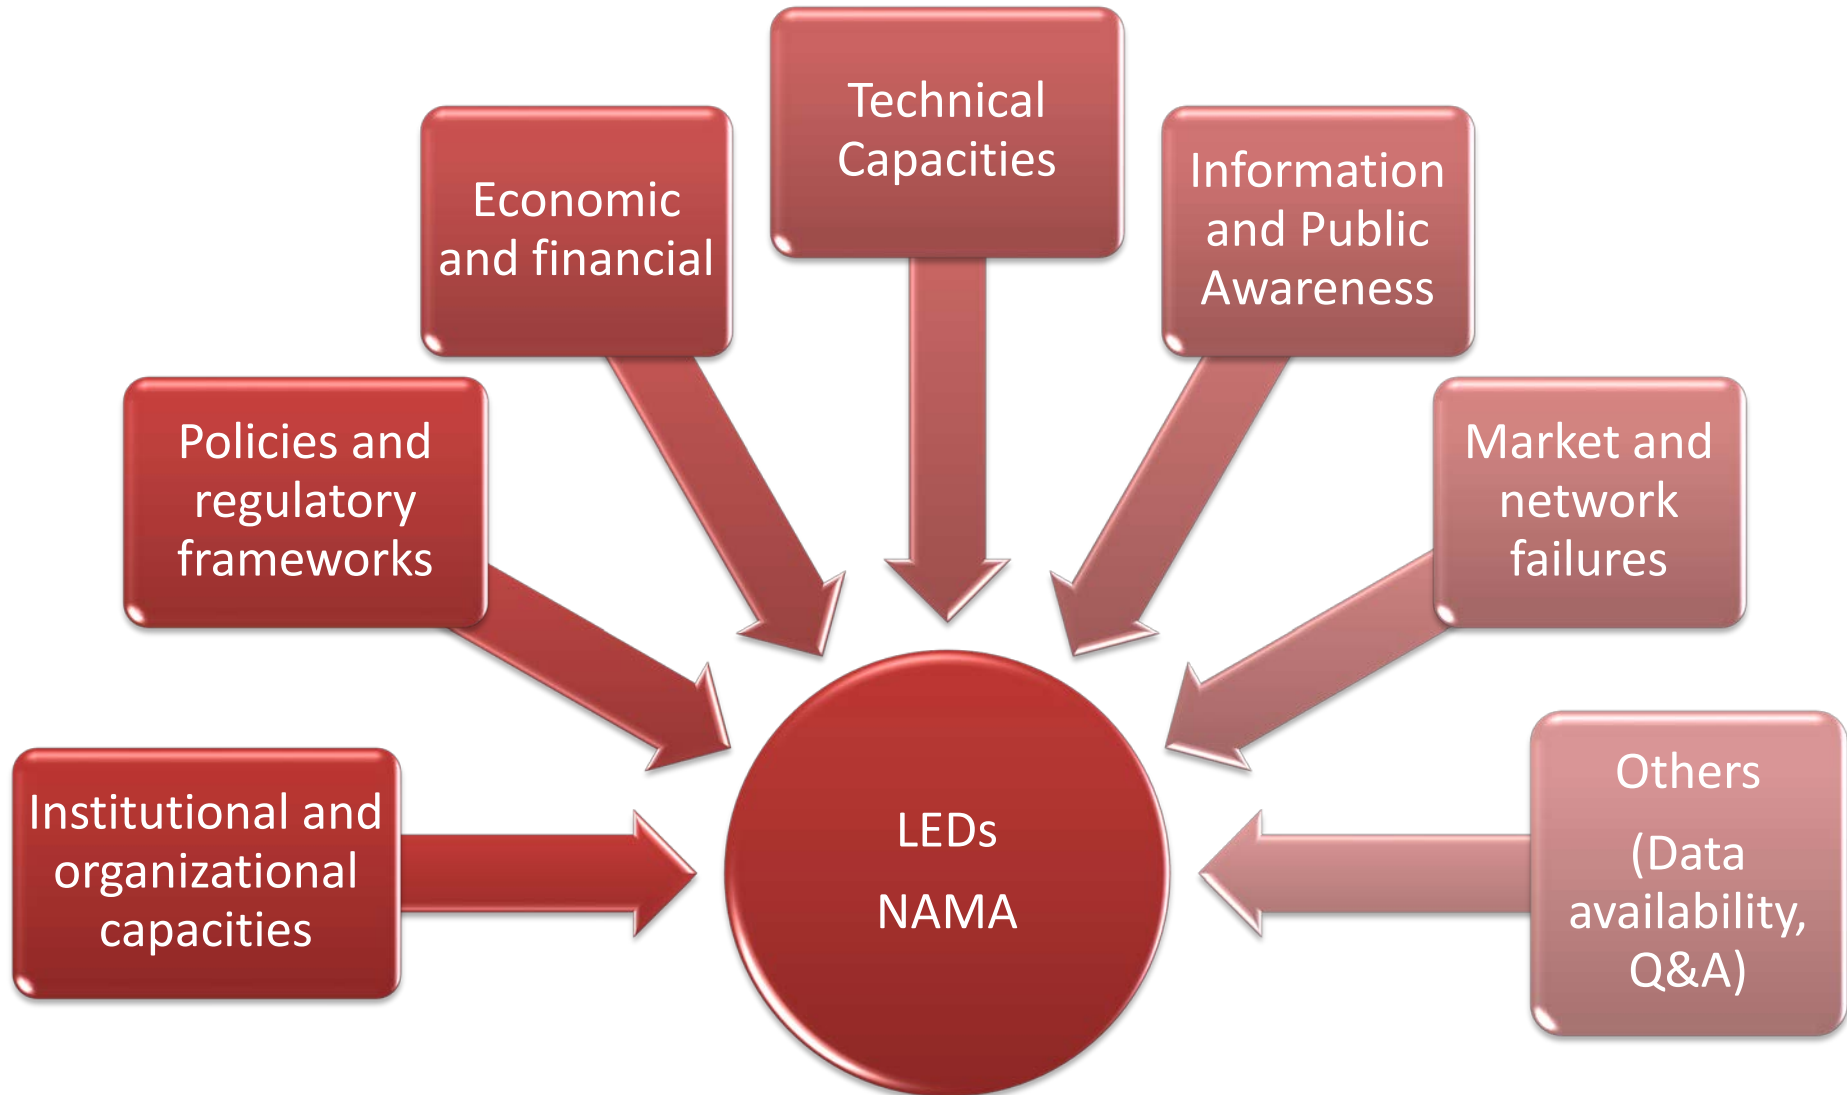 Technical
Capacities
Economic
and financial
Information
and Public
Awareness
Policies and
regulatory
frameworks
Market and
network
failures
Institutional and
organizational
capacities
LEDs
NAMA
Others
(Data
availability,
Q&A)